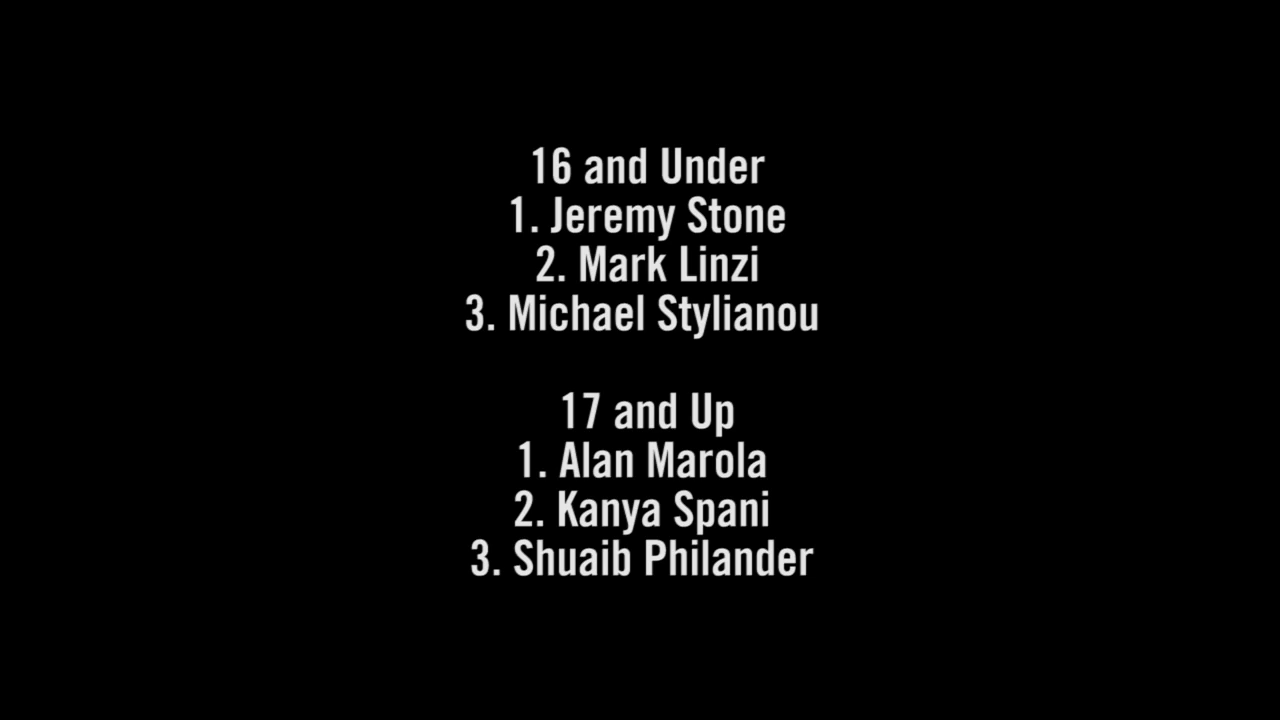 16 and Under
1. Jeremy Stone
2. Mark Linzi
3. Michael Stylianou
17 and Up
1. Alan Marola
2. Kanya Spani
3. Shuaib Philander